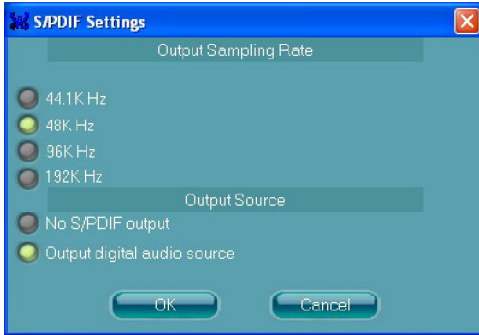 S/PDIF Settings
Output Sampling Rate
44.1K Hz
48K Hz
96K Hz
192K Hz
Output Source
No S/PDIF output
Output digital audio source
OK
Cancel